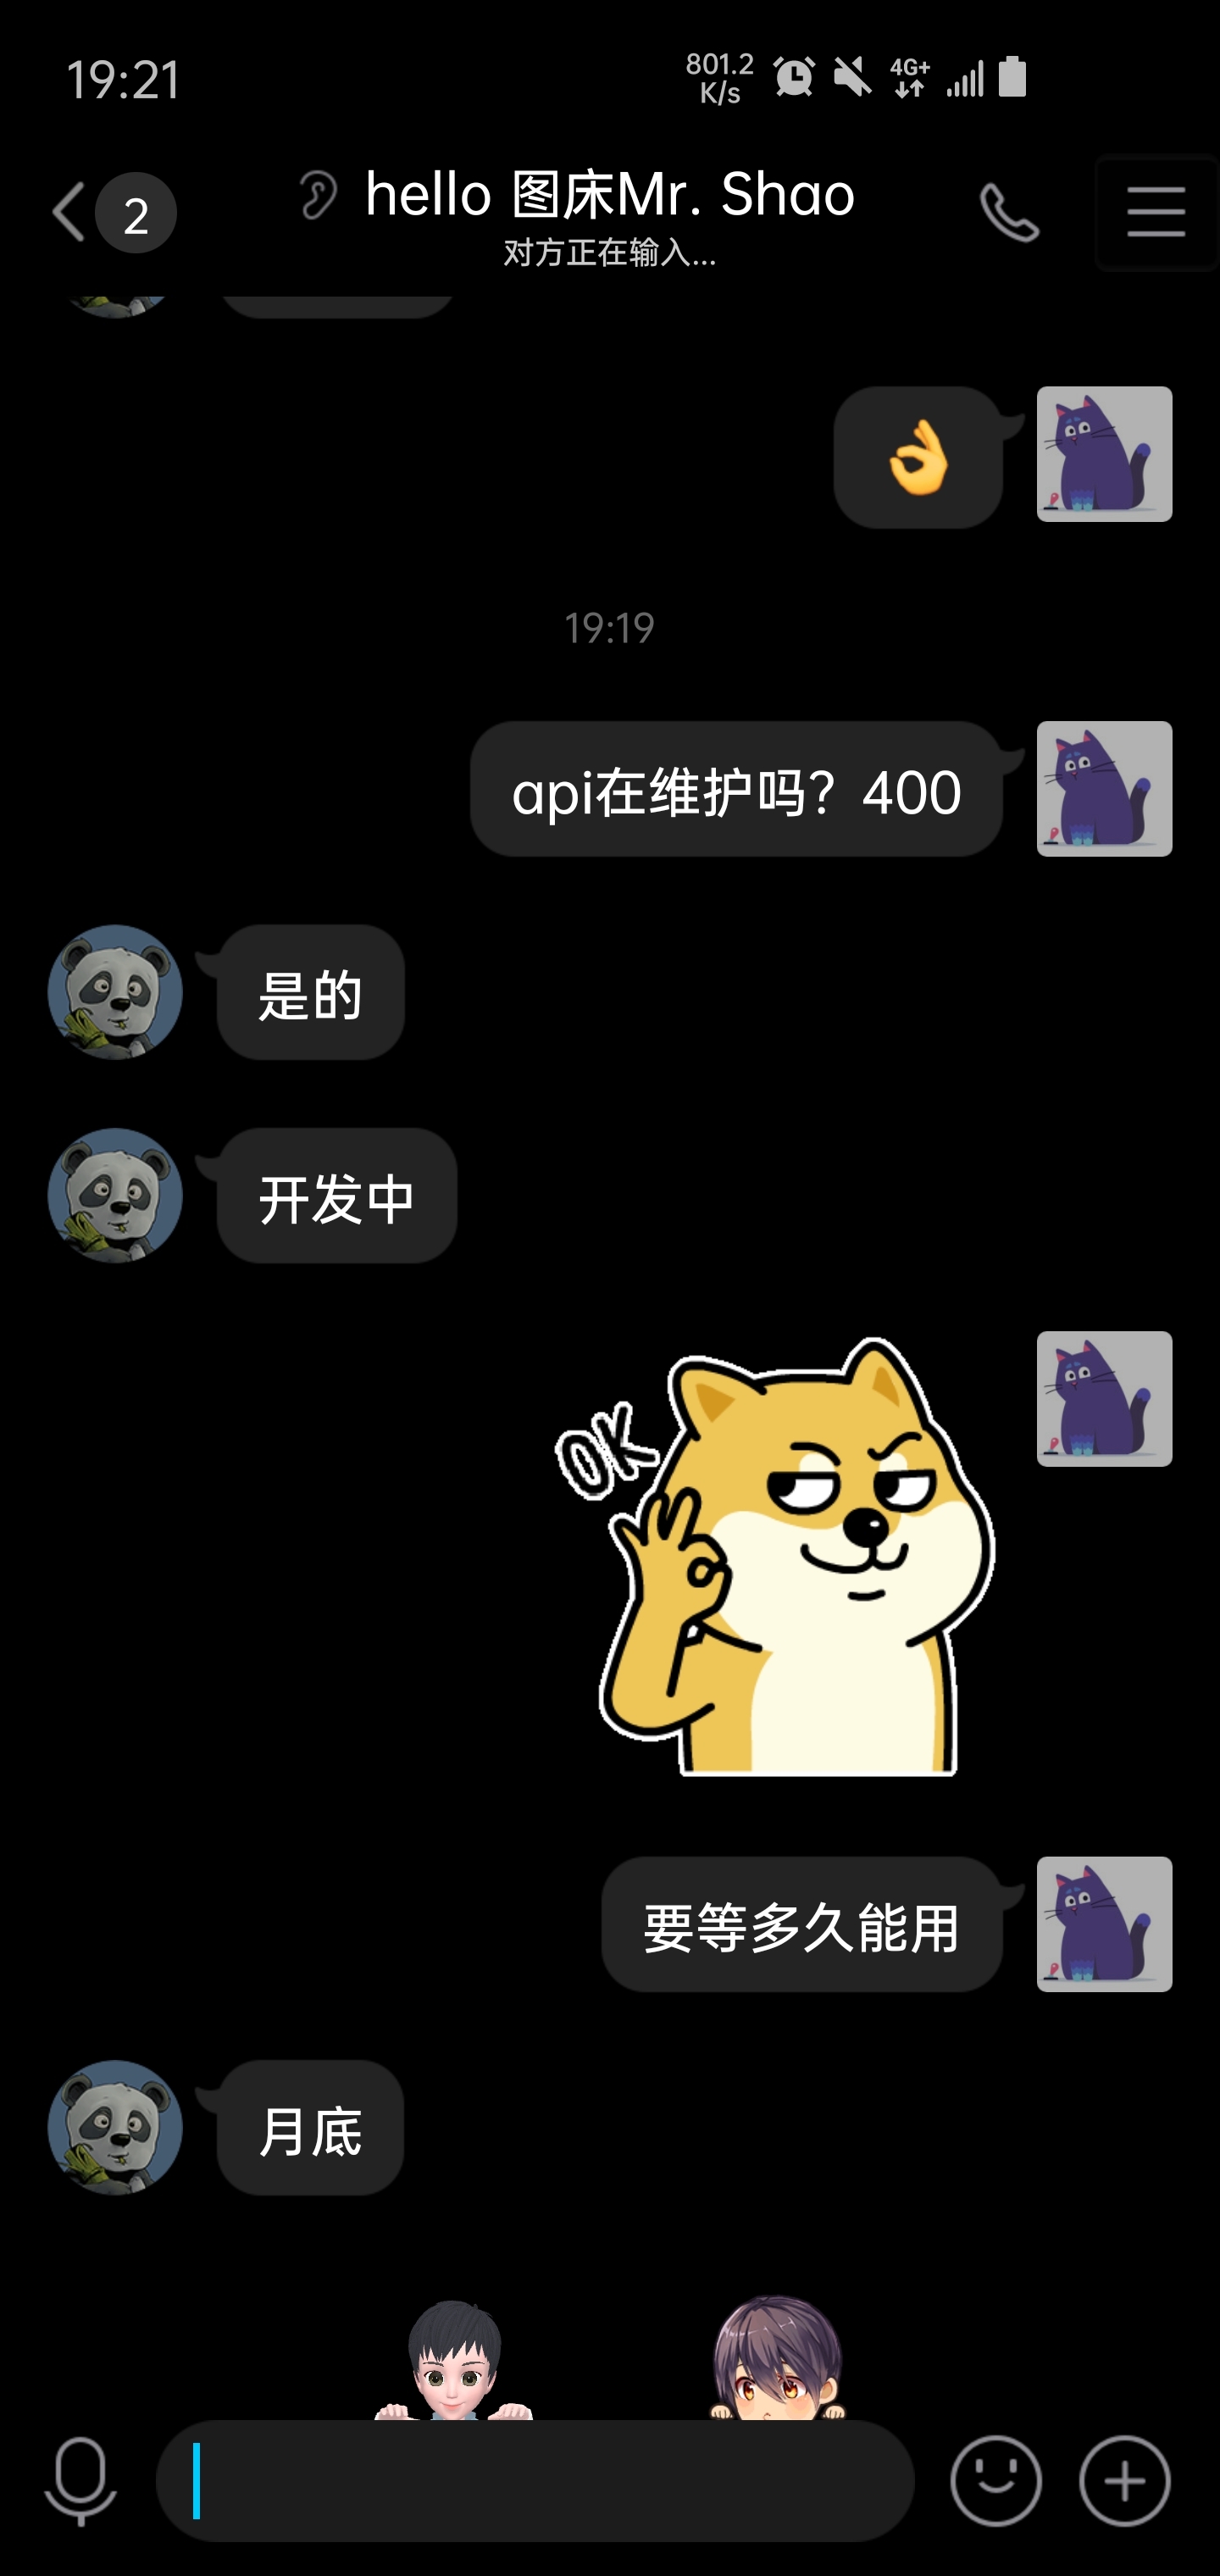 19:21
801.2
K/s
4G+
2
hello 图床Mr. Shao
对方正在输入...
19:19
api在维护吗？400
是的
开发中
OK
要等多久能用
月底